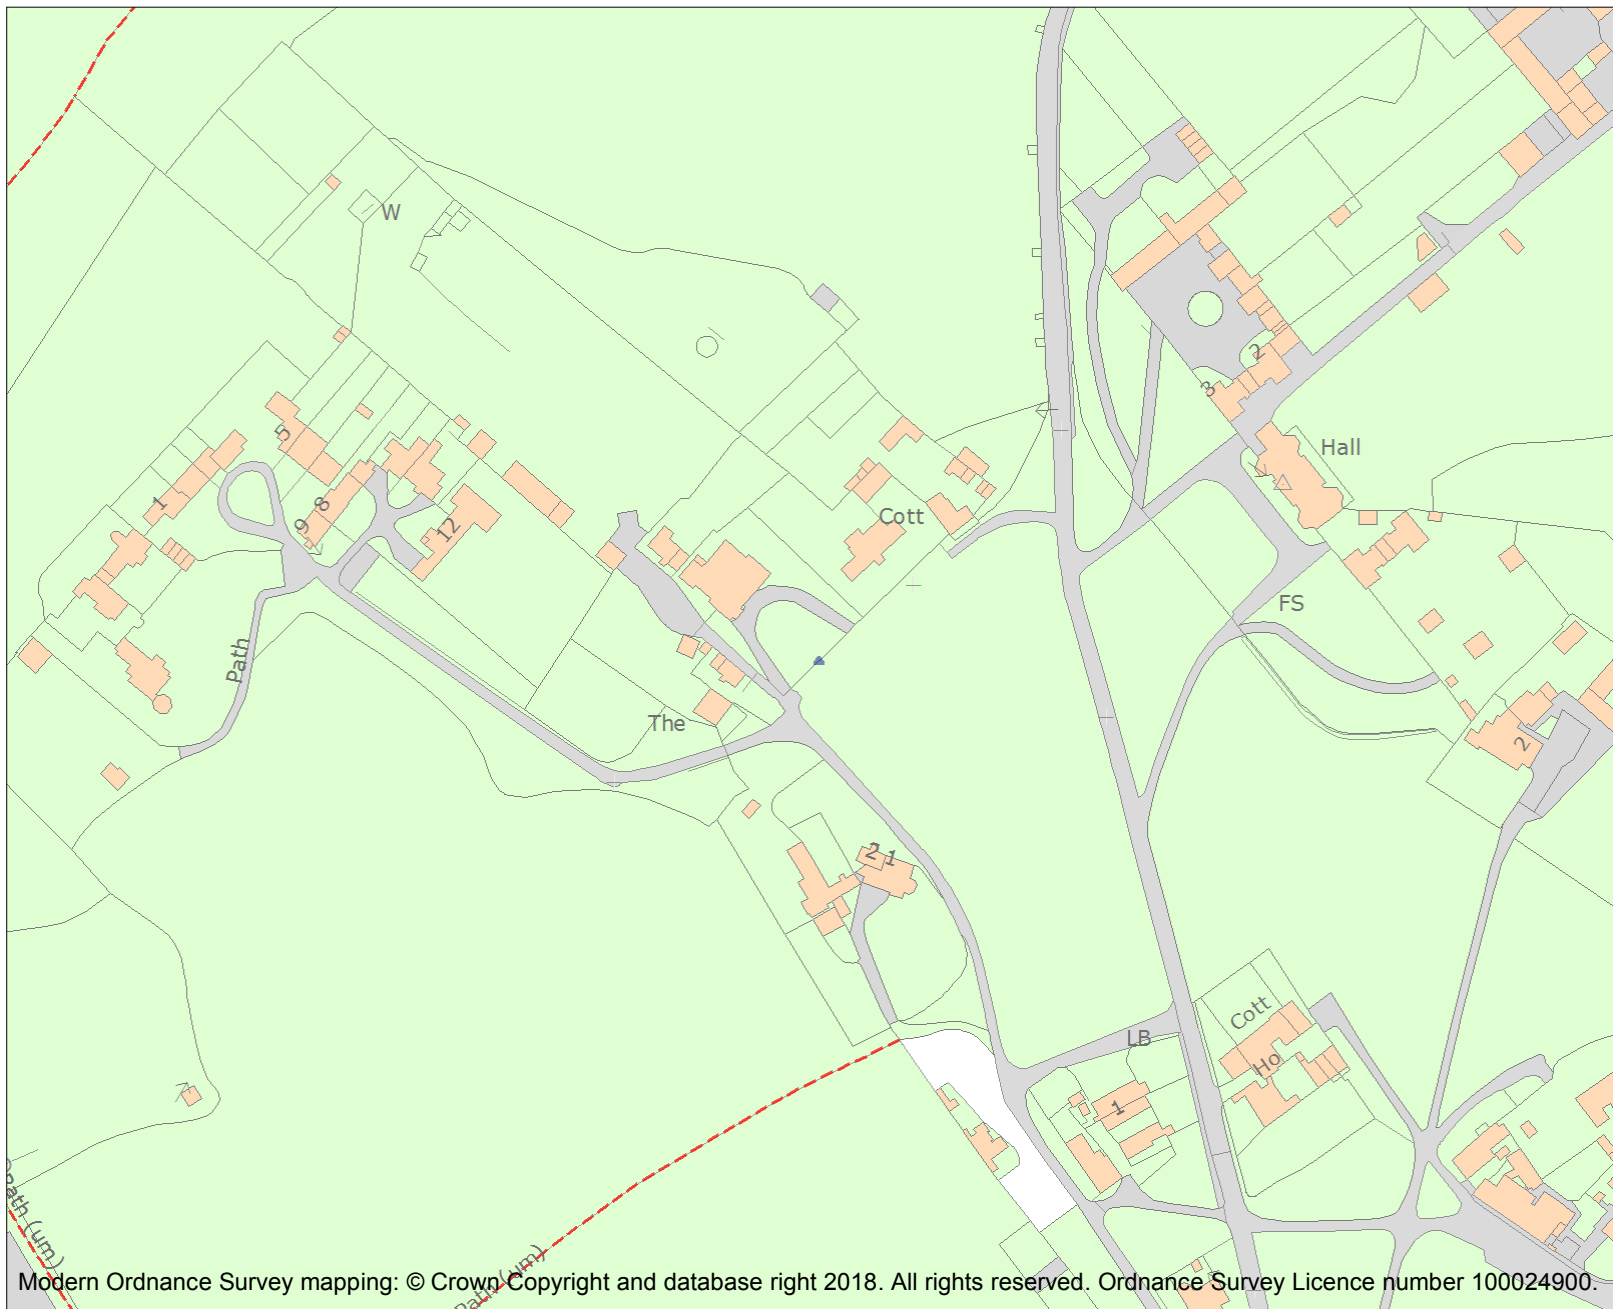 W
Hall
2
3
5
1
8
9
12
Cott
FS
Path
The
2
2
1
Cott
LB
Ho
1
Path (um)
Path (um)
Modern Ordnance Survey mapping: © Crown Copyright and database right 2018. All rights reserved. Ordnance Survey Licence number 100024900.